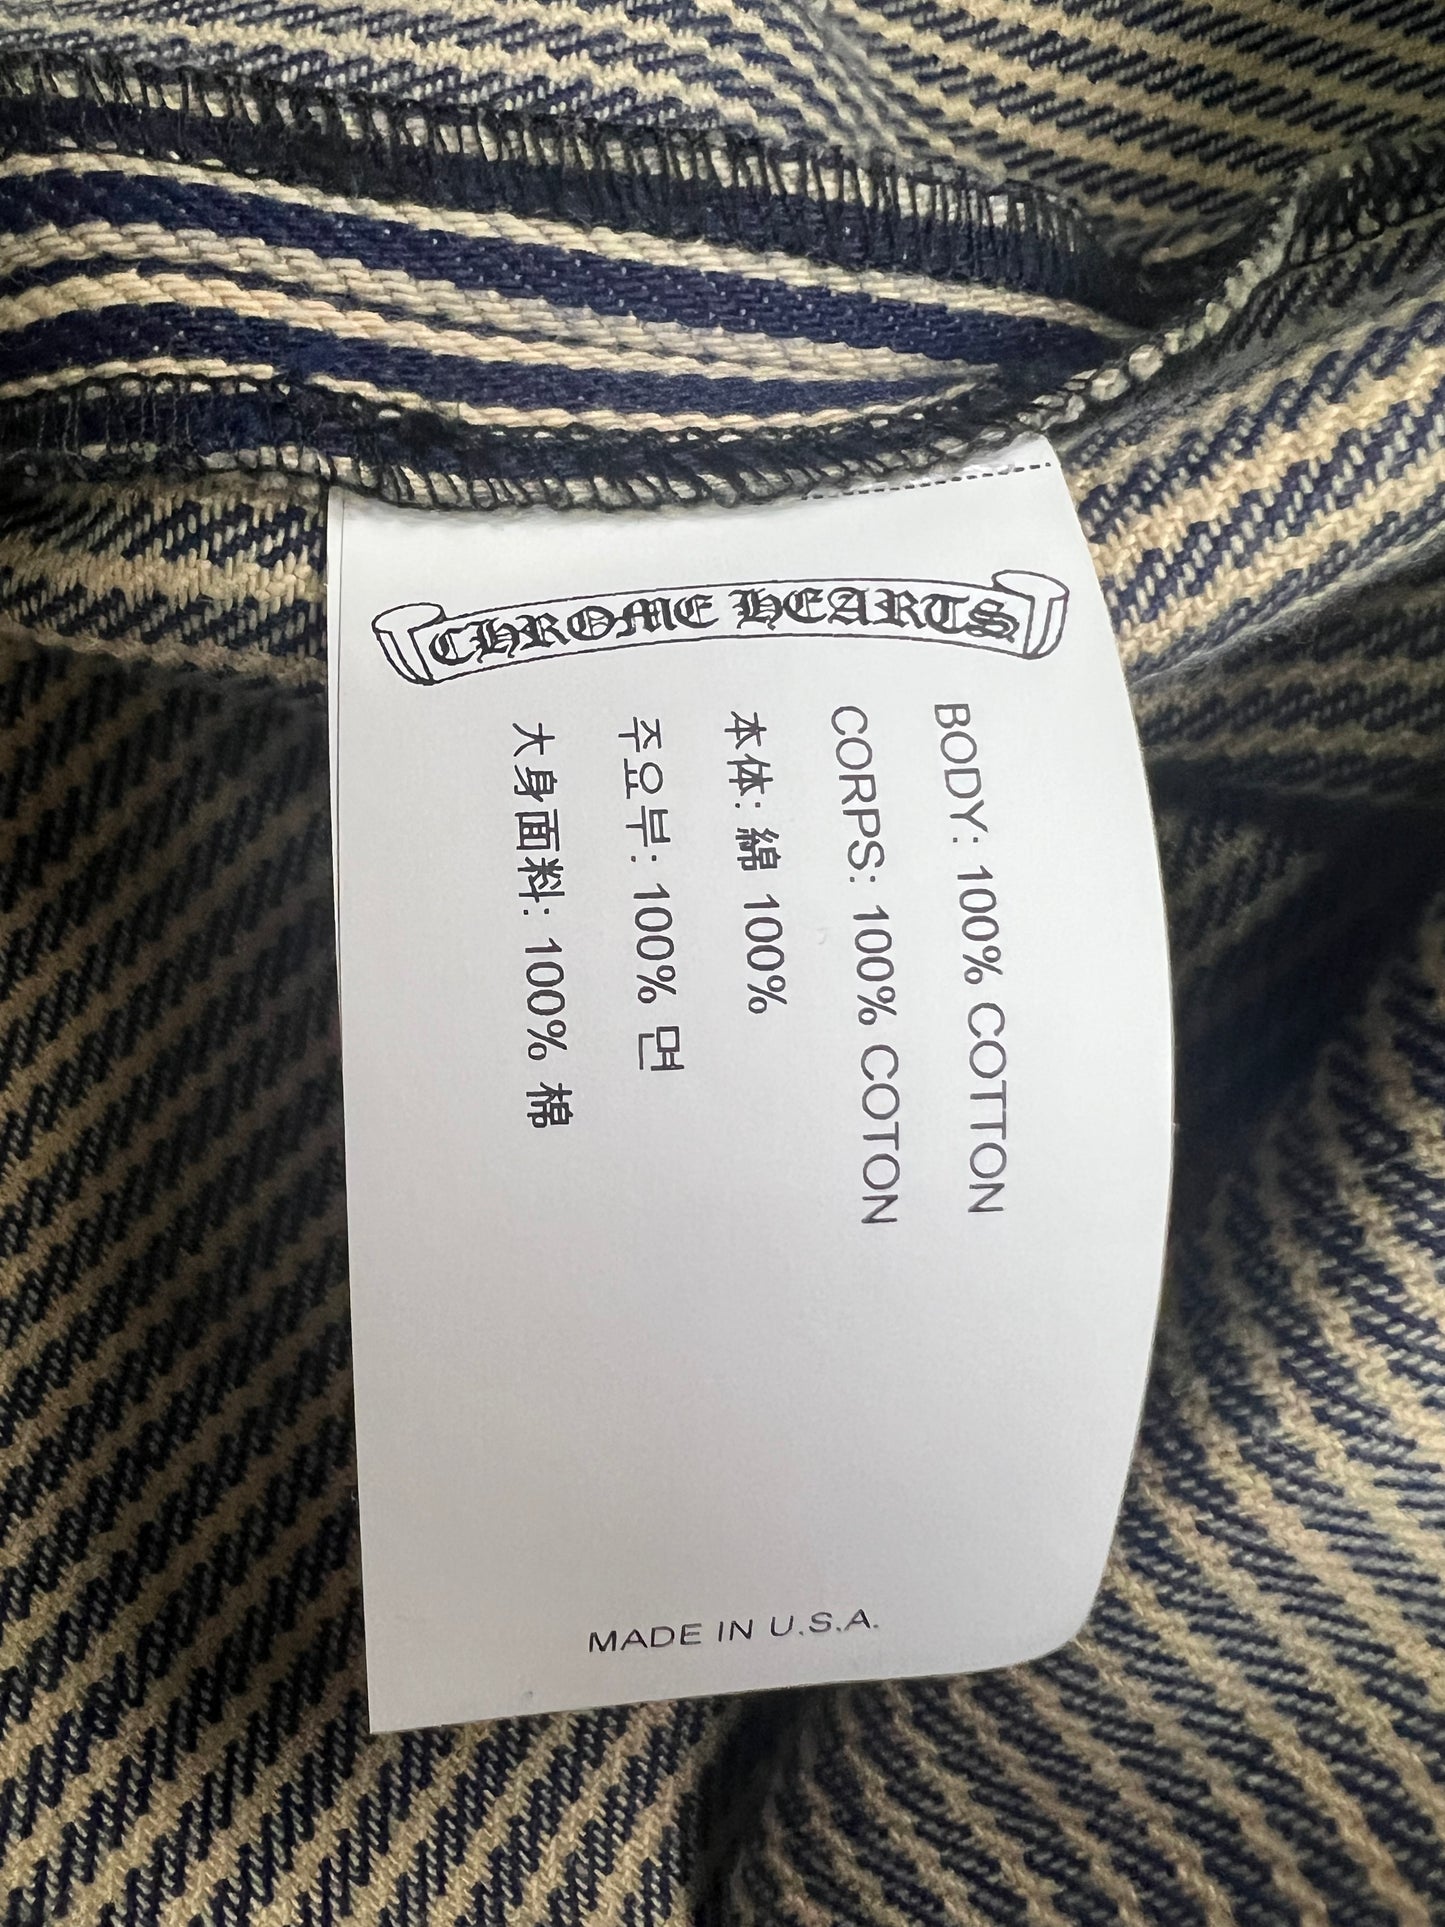 CHROME HEARTS
BODY: 100% COTTON
CORPS: 100% COTON
本体: 綿 100%
주요부: 100% 면
大身面料: 100% 棉
MADE IN U.S.A.